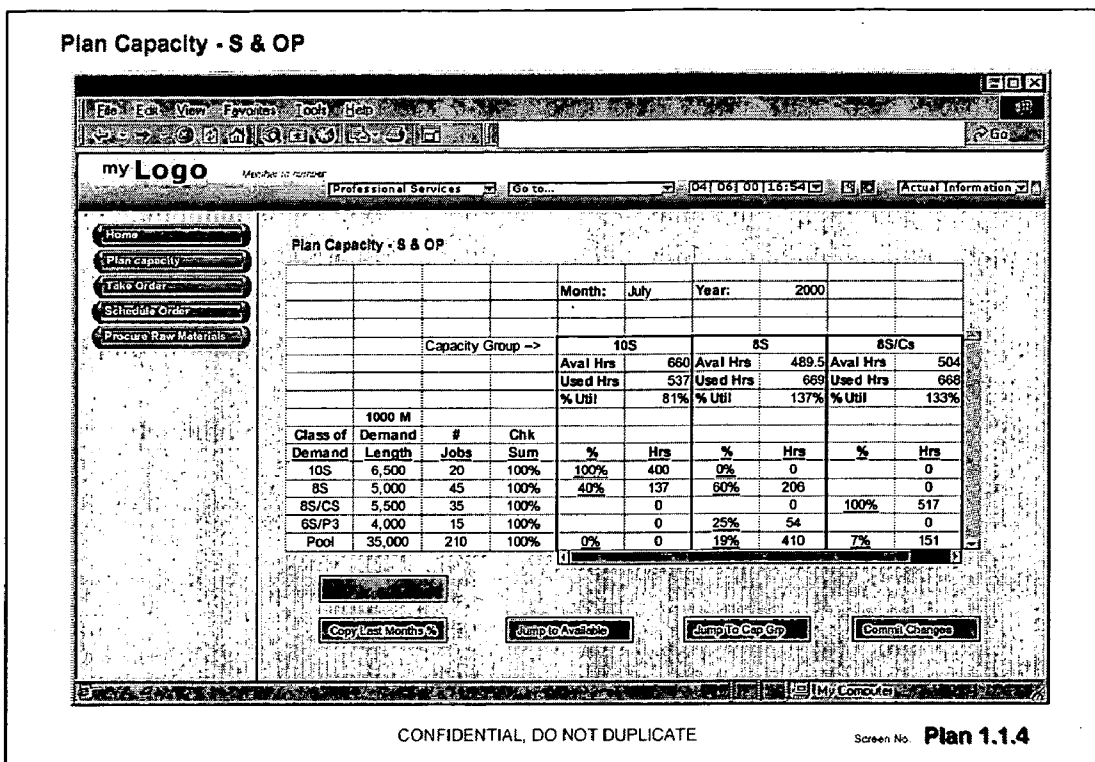 Plan Capacity - S & OP
File Edit View Favorites Tools Help
Go
my Logo
Professional Services Go to... 04 06 00 16:54 Actual Information
Home
Plan capacity
Take Order
Schedule Order
Procure Raw Materials
Plan Capacity - S & OP
Month: July Year: 2000
Capacity Group --> 10S 8S 8S/Cs
Aval Hrs 660 Aval Hrs 489.5 Aval Hrs 504
Used Hrs 537 Used Hrs 669 Used Hrs 668
% Util 81% % Util 137% % Util 133%
1000 M
Class of Demand # Chk
Demand Length Jobs Sum % Hrs % Hrs % Hrs
10S 6,500 20 100% 100% 400 0% 0 0
8S 5,000 45 100% 40% 137 60% 206 0
8S/CS 5,500 35 100% 0 0 100% 517
6S/P3 4,000 15 100% 0 25% 54 0
Pool 35,000 210 100% 0% 0 19% 410 7% 151
Copy Last Months % Jump to Available Jump To Cap Grp Commit Changes
My Computer
CONFIDENTIAL, DO NOT DUPLICATE Screen No. Plan 1.1.4